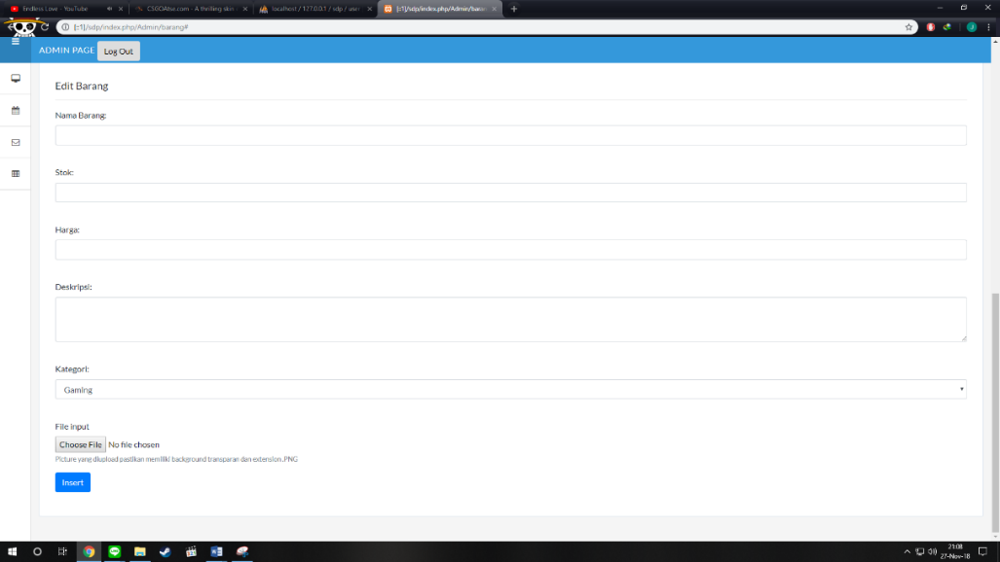 Endless Love - YouTube
CSGOAtse.com - A thrilling skin
localhost / 127.0.0.1 / sdp / user
[::1]/sdp/index.php/Admin/baran
[::1]/sdp/index.php/Admin/barang#
ADMIN PAGE
Log Out
Edit Barang
Nama Barang:
Stok:
Harga:
Deskripsi:
Kategori:
Gaming
File input
Choose File No file chosen
Picture yang diupload pastikan memiliki background transparan dan extension .PNG
Insert
21:08
27-Nov-18